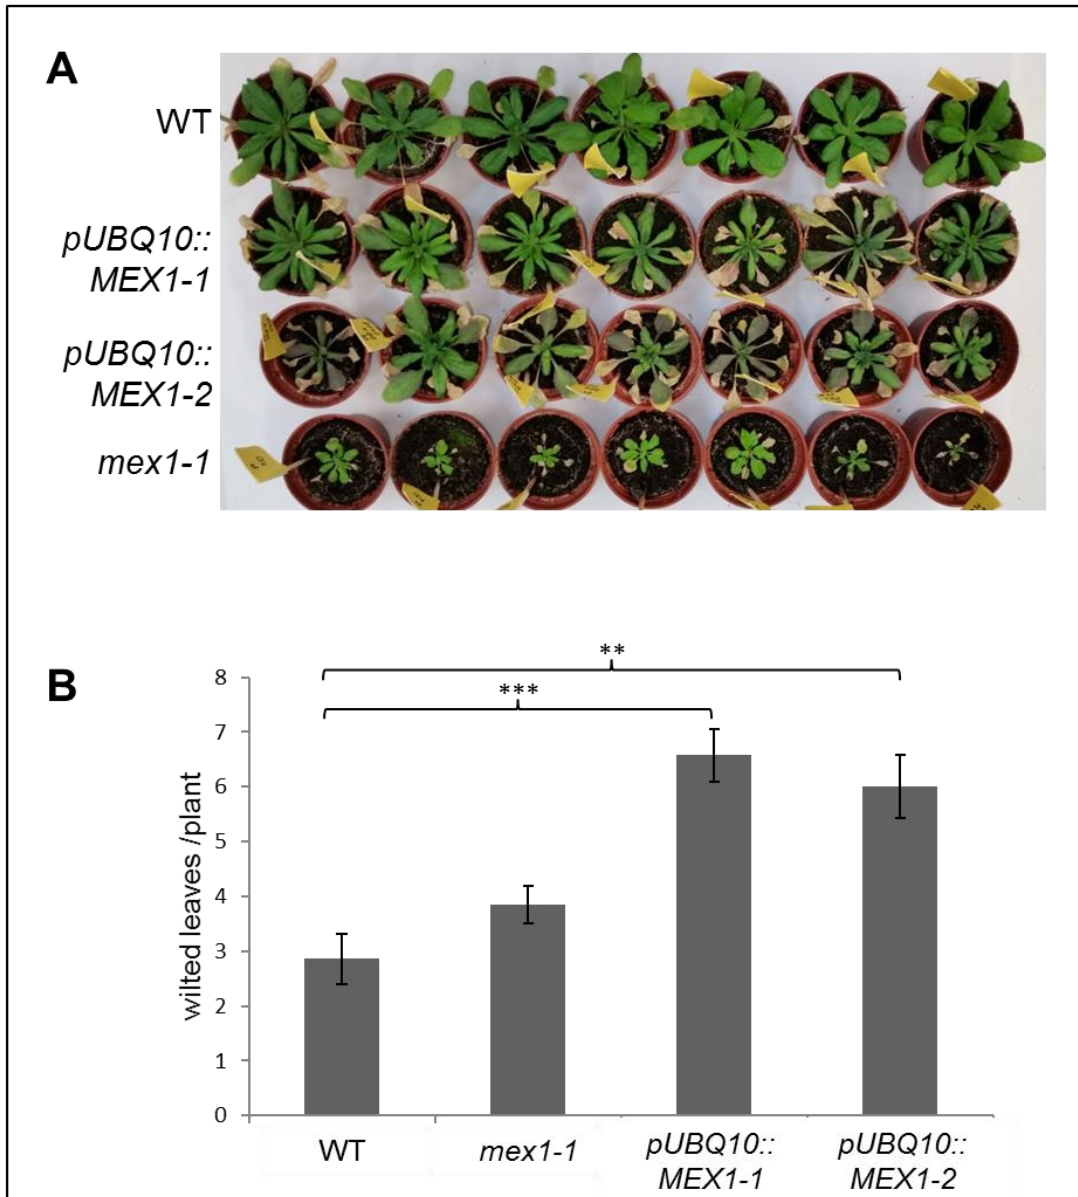 A
WT
pUBQ10::
MEX1-1
pUBQ10::
MEX1-2
mex1-1
B
**
***
8
7
6
5
4
3
2
1
0
wilted leaves /plant
WT
mex1-1
pUBQ10::
MEX1-1
pUBQ10::
MEX1-2